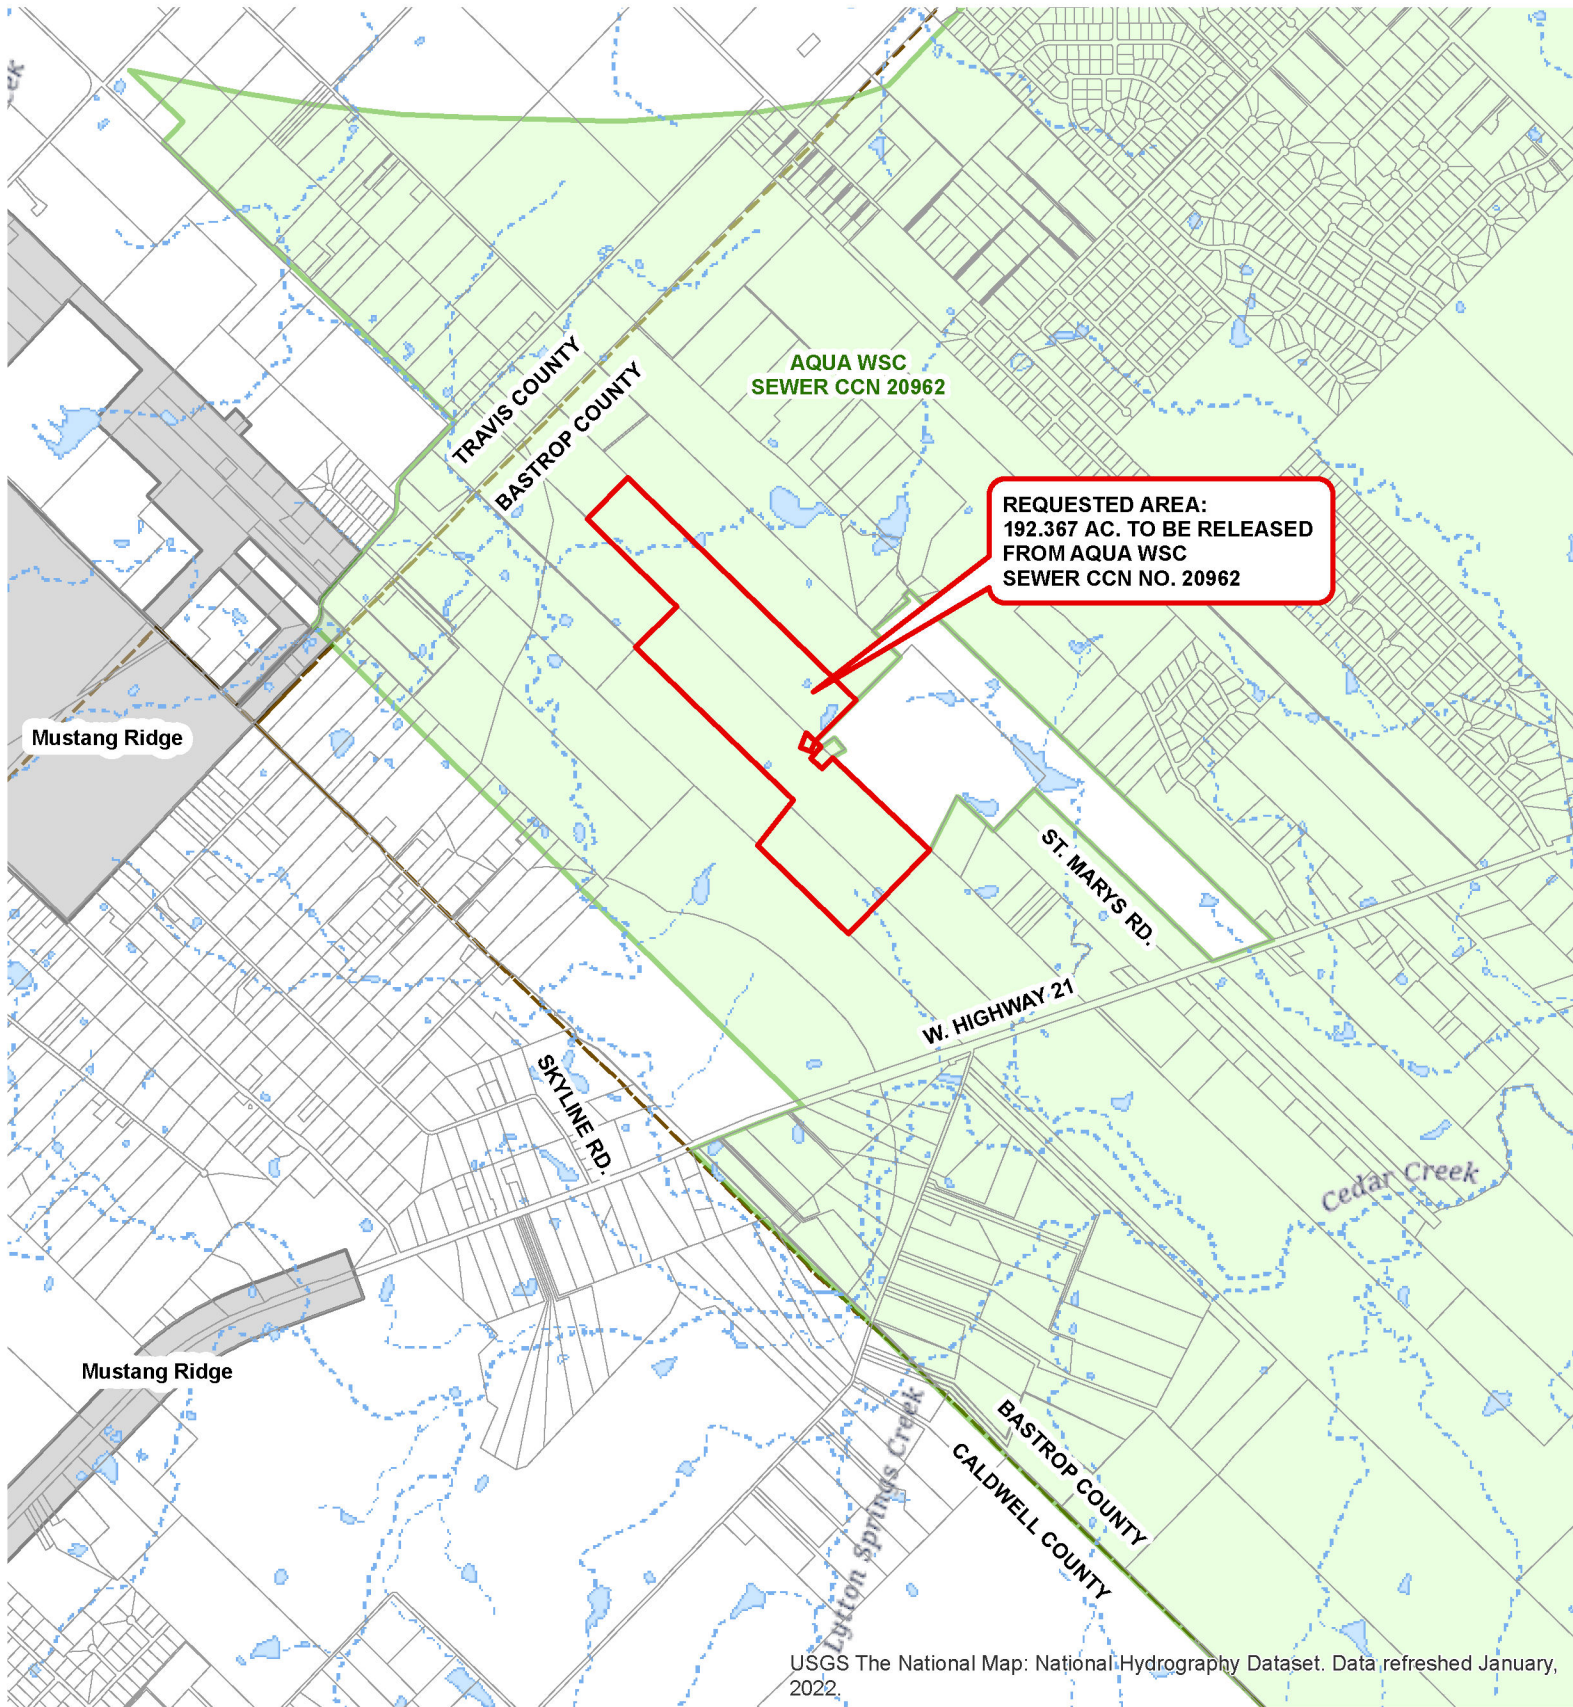 TRAVIS COUNTY
BASTROP COUNTY
AQUA WSC
SEWER CCN 20962
REQUESTED AREA:
192.367 AC. TO BE RELEASED
FROM AQUA WSC
SEWER CCN NO. 20962
Mustang Ridge
ST. MARYS RD.
W. HIGHWAY 21
SKYLINE RD.
Cedar Creek
Mustang Ridge
Lytton Springs Creek
BASTROP COUNTY
CALDWELL COUNTY
USGS The National Map: National Hydrography Dataset. Data refreshed January,
2022.